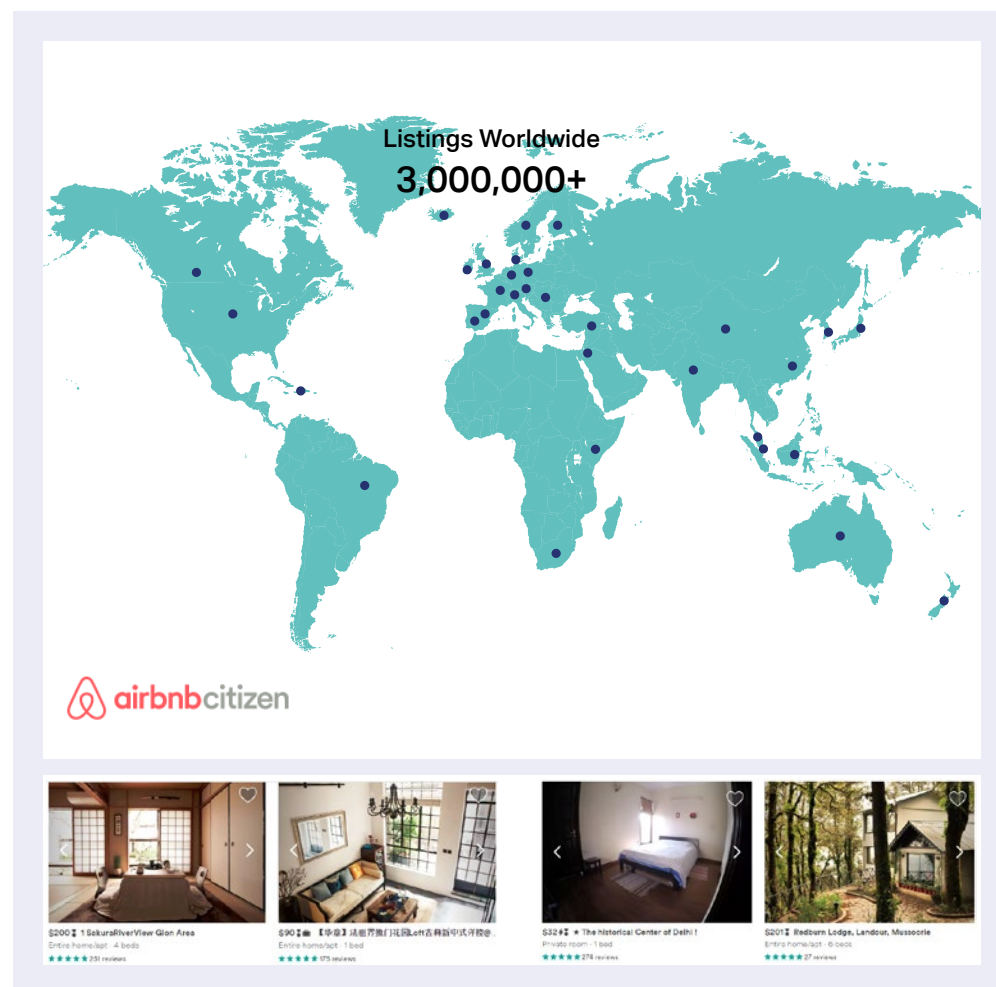 Listings Worldwide
3,000,000+
airbnbcitizen
$200 1 SakuraRiverView Gion Area
Entire home/apt · 4 beds
251 reviews
$90
Entire home/apt · 1 bed
175 reviews
$32 ★ The historical Center of Delhi !
Private room · 1 bed
274 reviews
$201 Redburn Lodge, Landour, Mussoorie
Entire home/apt · 6 beds
27 reviews